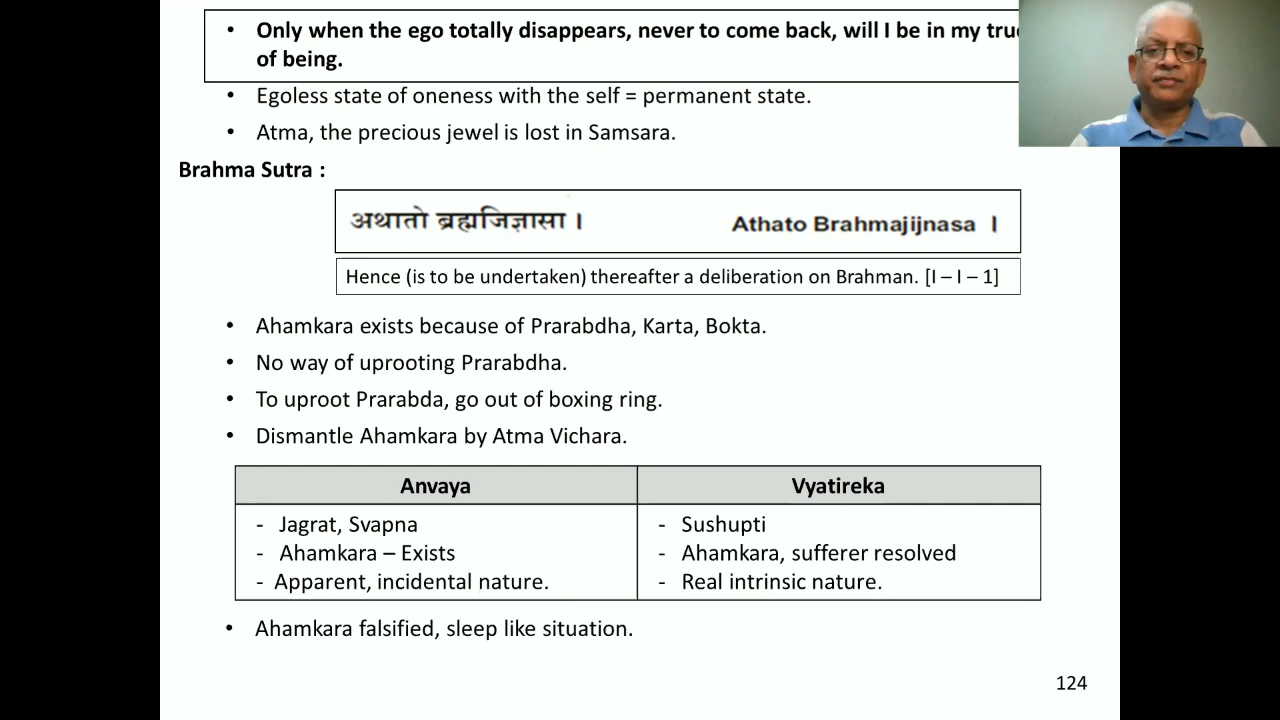 • Only when the ego totally disappears, never to come back, will I be in my tru
of being.
• Egoless state of oneness with the self = permanent state.
• Atma, the precious jewel is lost in Samsara.
Brahma Sutra :
अथातो ब्रह्मजिज्ञासा । Athato Brahmajijnasa ।
Hence (is to be undertaken) thereafter a deliberation on Brahman. [I – I – 1]
• Ahamkara exists because of Prarabdha, Karta, Bokta.
• No way of uprooting Prarabdha.
• To uproot Prarabda, go out of boxing ring.
• Dismantle Ahamkara by Atma Vichara.
Anvaya Vyatireka
- Jagrat, Svapna - Sushupti
- Ahamkara – Exists - Ahamkara, sufferer resolved
- Apparent, incidental nature. - Real intrinsic nature.
• Ahamkara falsified, sleep like situation.
124